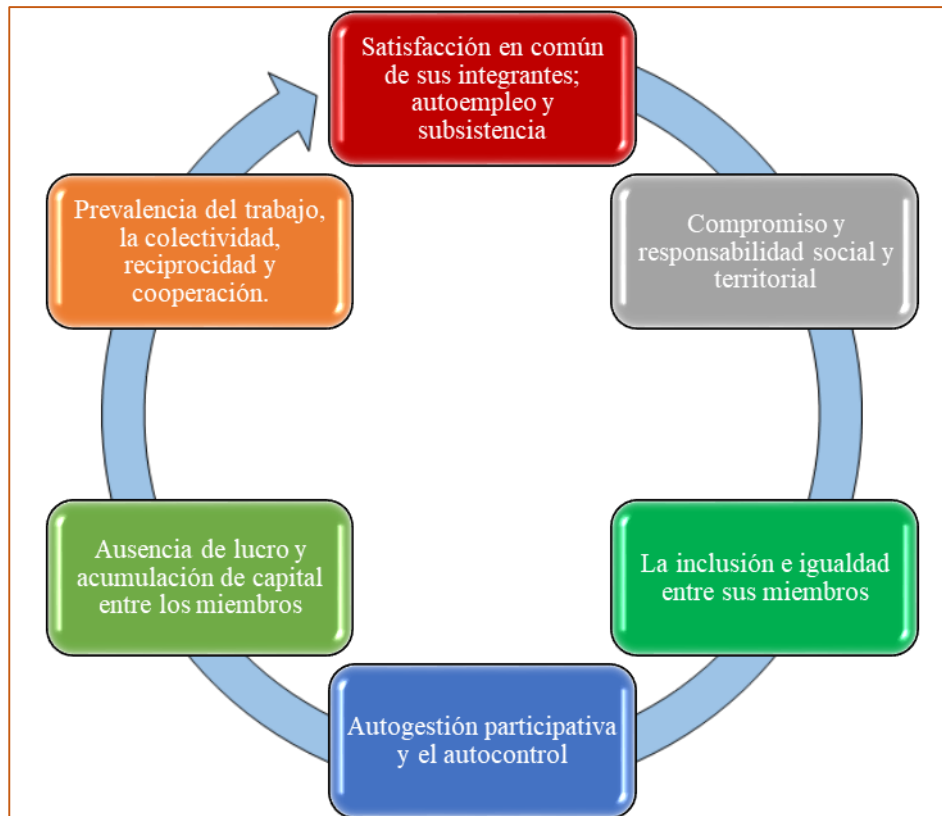 Satisfacción en común
de sus integrantes;
autoempleo y
subsistencia
Compromiso y
responsabilidad social y
territorial
La inclusión e igualdad
entre sus miembros
Autogestión participativa
y el autocontrol
Ausencia de lucro y
acumulación de capital
entre los miembros
Prevalencia del trabajo,
la colectividad,
reciprocidad y
cooperación.